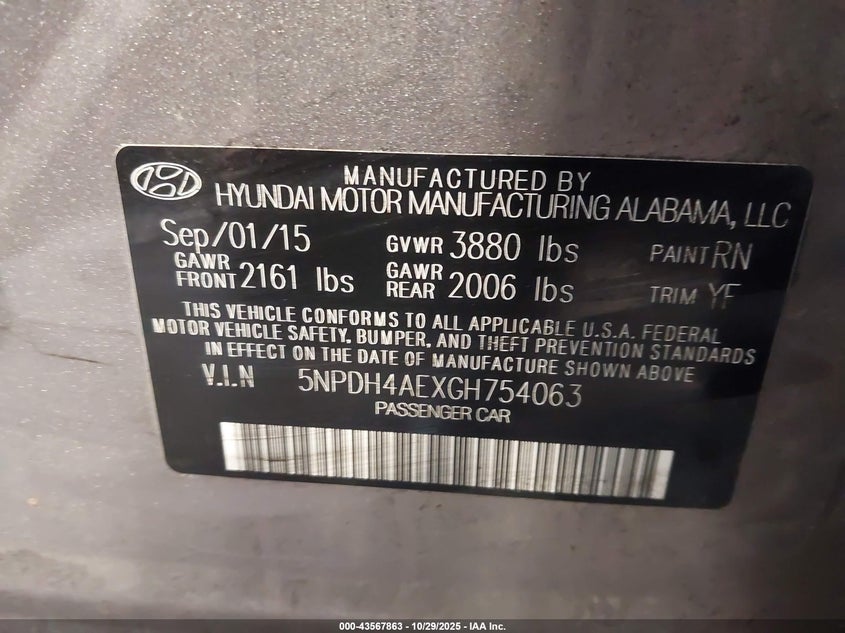 MANUFACTURED BY
HYUNDAI MOTOR MANUFACTURING ALABAMA, LLC
Sep/01/15 GVWR 3880 lbs PAINT RN
GAWR FRONT 2161 lbs GAWR REAR 2006 lbs TRIM YF
THIS VEHICLE CONFORMS TO ALL APPLICABLE U.S.A. FEDERAL
MOTOR VEHICLE SAFETY, BUMPER, AND THEFT PREVENTION STANDARDS
IN EFFECT ON THE DATE OF MANUFACTURE SHOWN ABOVE
V.I.N 5NPDH4AEXGH754063
PASSENGER CAR
000-43567863 - 10/29/2025 - IAA Inc.